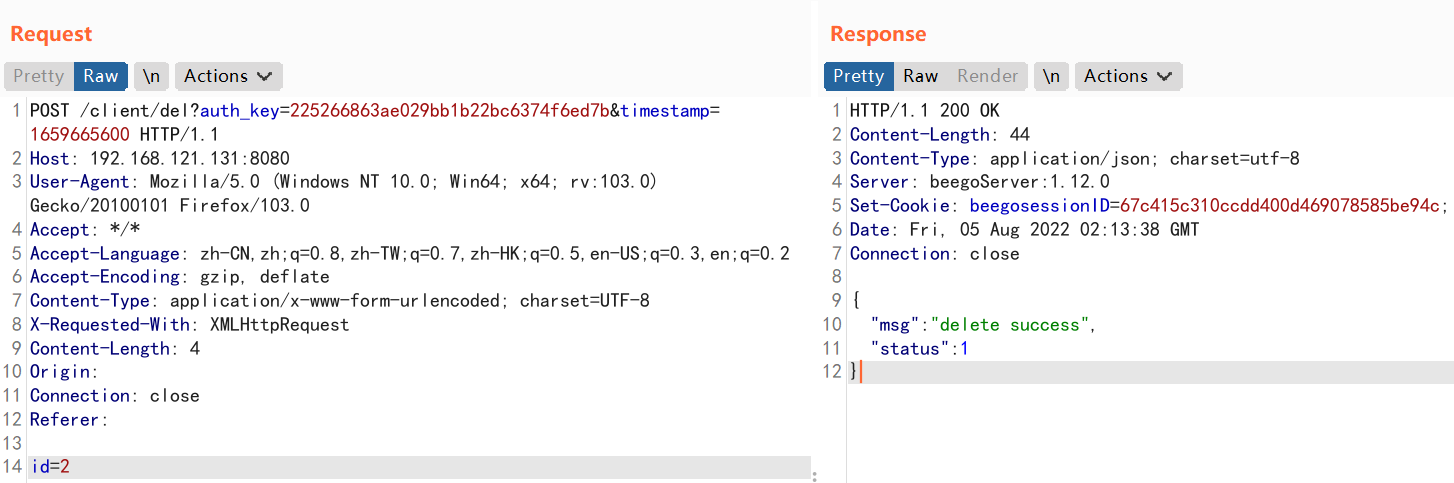 Request
Pretty Raw \n Actions
1 POST /client/del?auth_key=225266863ae029bb1b22bc6374f6ed7b&timestamp=
1659665600 HTTP/1.1
2 Host: 192.168.121.131:8080
3 User-Agent: Mozilla/5.0 (Windows NT 10.0; Win64; x64; rv:103.0)
Gecko/20100101 Firefox/103.0
4 Accept: */*
5 Accept-Language: zh-CN,zh;q=0.8,zh-TW;q=0.7,zh-HK;q=0.5,en-US;q=0.3,en;q=0.2
6 Accept-Encoding: gzip, deflate
7 Content-Type: application/x-www-form-urlencoded; charset=UTF-8
8 X-Requested-With: XMLHttpRequest
9 Content-Length: 4
10 Origin:
11 Connection: close
12 Referer:
13
14 id=2
Response
Pretty Raw Render \n Actions
1 HTTP/1.1 200 OK
2 Content-Length: 44
3 Content-Type: application/json; charset=utf-8
4 Server: beegoServer:1.12.0
5 Set-Cookie: beegosessionID=67c415c310ccdd400d469078585be94c;
6 Date: Fri, 05 Aug 2022 02:13:38 GMT
7 Connection: close
8
9 {
10 "msg":"delete success",
11 "status":1
12 }